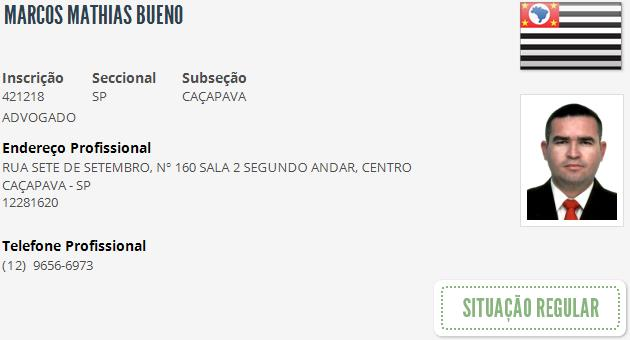 MARCOS MATHIAS BUENO
Inscrição Seccional Subseção
421218 SP CAÇAPAVA
ADVOGADO
Endereço Profissional
RUA SETE DE SETEMBRO, Nº 160 SALA 2 SEGUNDO ANDAR, CENTRO
CAÇAPAVA - SP
12281620
Telefone Profissional
(12) 9656-6973
SITUAÇÃO REGULAR